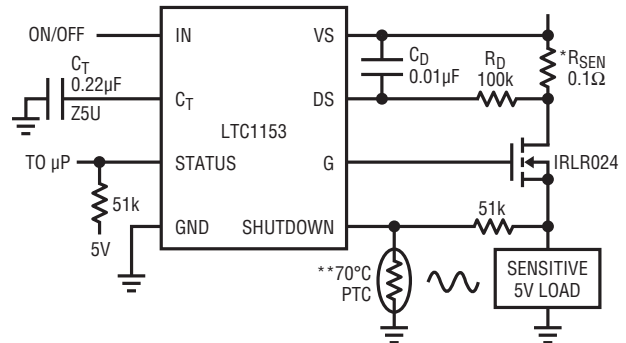 ON/OFF
IN
VS
C_T
0.22µF
Z5U
C_D
0.01µF
R_D
100k
*R_SEN
0.1Ω
C_T
DS
LTC1153
TO µP
STATUS
G
IRLR024
51k
5V
GND
SHUTDOWN
51k
**70°C
PTC
SENSITIVE
5V LOAD